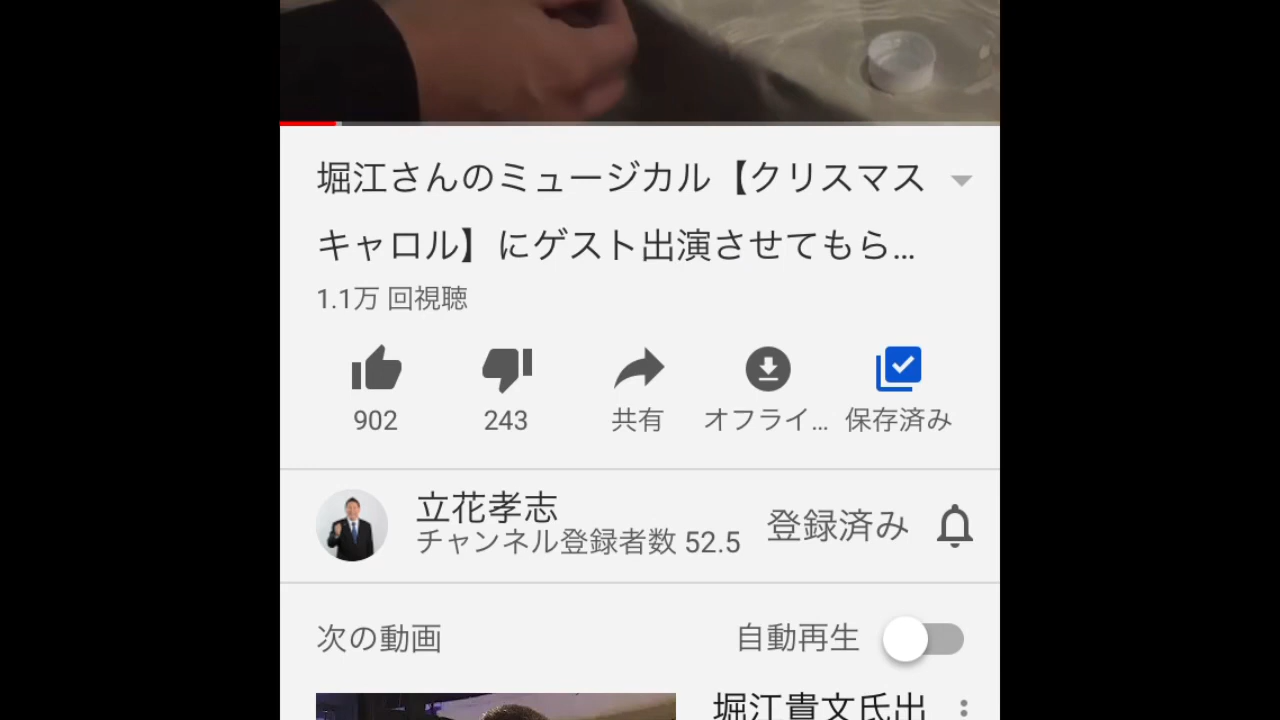 堀江さんのミュージカル【クリスマス
キャロル】にゲスト出演させてもら...
1.1万 回視聴
902
243
共有
オフライ...
保存済み
立花孝志
チャンネル登録者数 52.5
登録済み
次の動画
自動再生
堀江貴文氏出